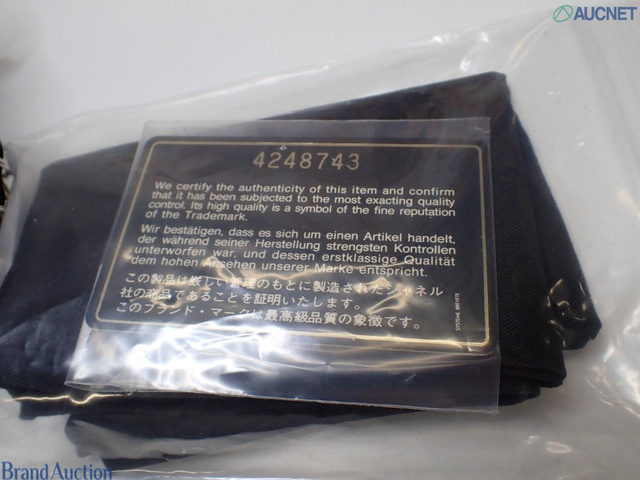 AUCNET
4248743
We certify the authenticity of this item and confirm
that it has been subjected to the most exacting quality
control. Its high quality is a symbol of the fine reputation
of the Trademark.
Wir bestätigen, dass es sich um einen Artikel handelt,
der während seiner Herstellung strengsten Kontrollen
unterworfen war, und dessen erstklassige Qualität
dem hohen Ansehen unserer Marke entspricht.
この製品は厳しい管理のもとに製造されたシャネル
社の商品であることを証明いたします。
このブランド・マークは最高級品質の象徴です。
SYSTEME BREVETE
Brand Auction